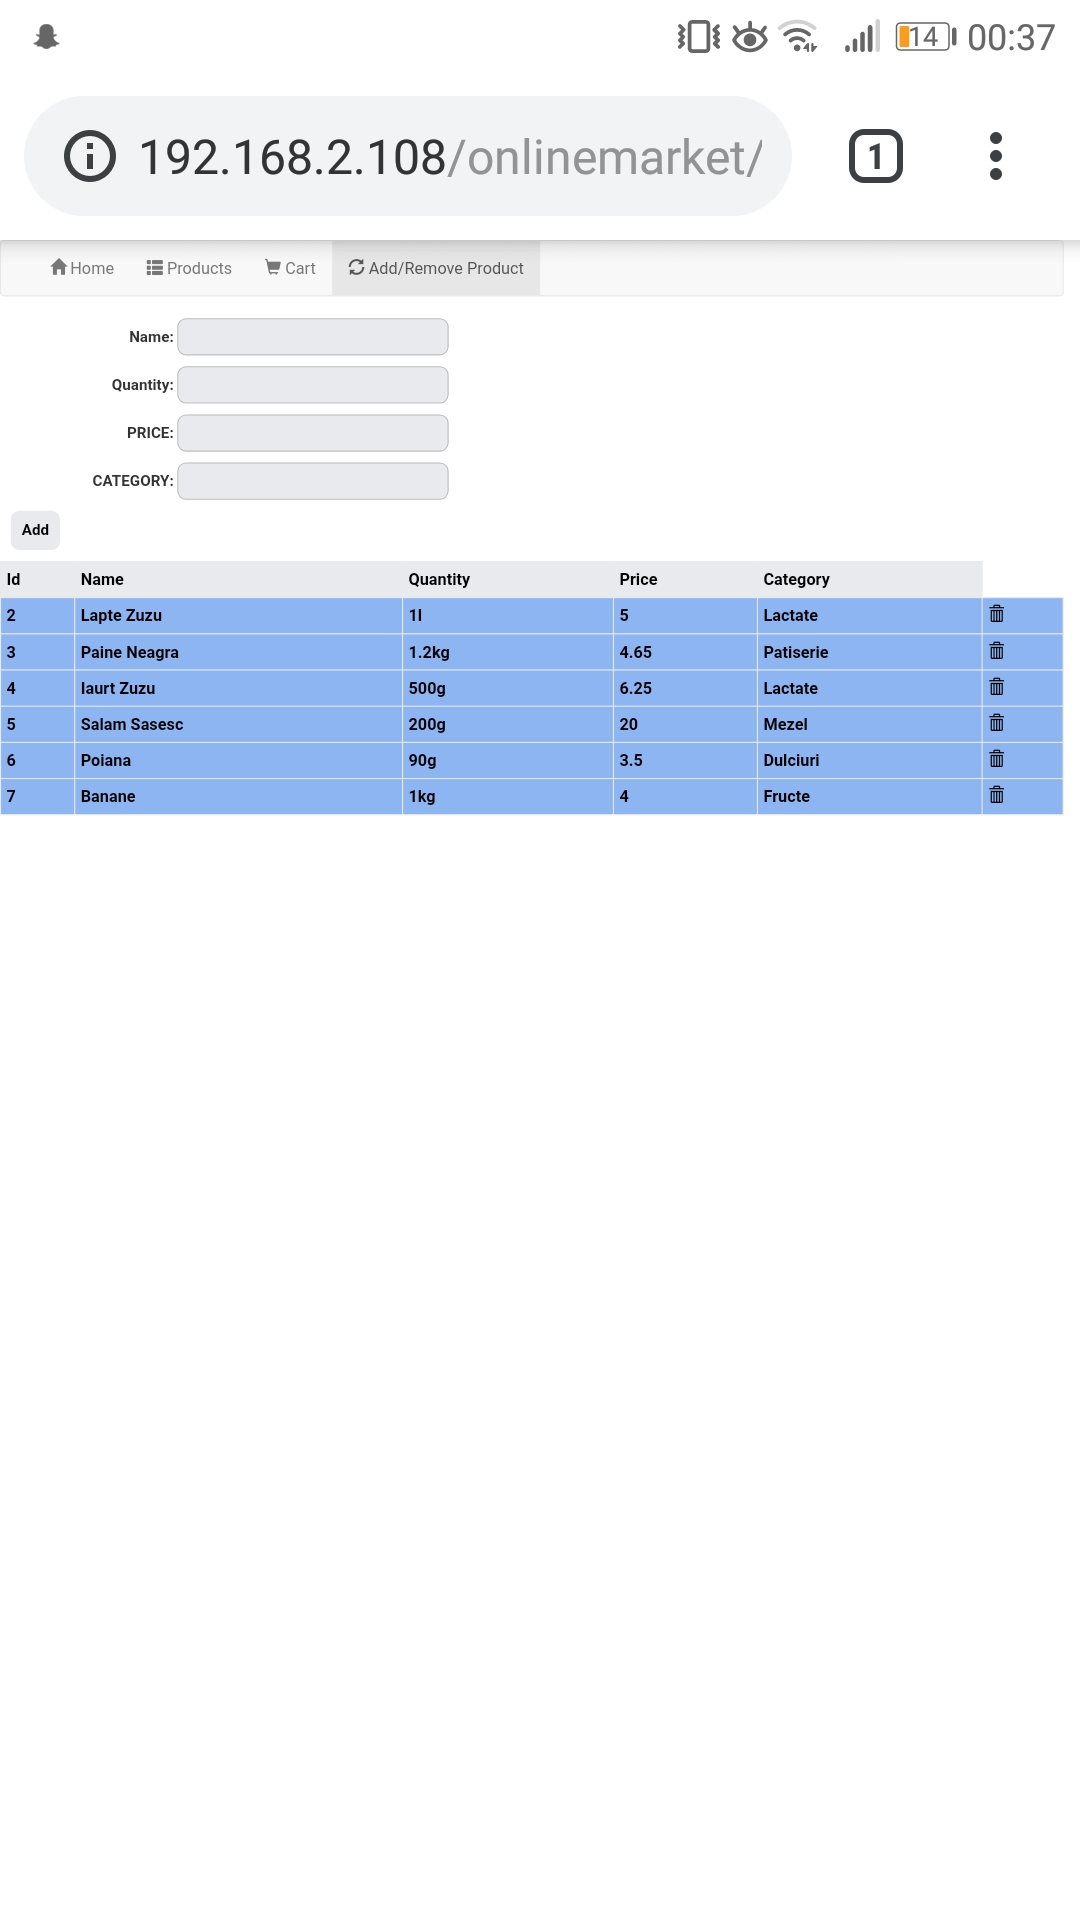 14 00:37
192.168.2.108/onlinemarket/ 1
Home Products Cart Add/Remove Product
Name:
Quantity:
PRICE:
CATEGORY:
Add
Id Name Quantity Price Category
2 Lapte Zuzu 1l 5 Lactate
3 Paine Neagra 1.2kg 4.65 Patiserie
4 Iaurt Zuzu 500g 6.25 Lactate
5 Salam Sasesc 200g 20 Mezel
6 Poiana 90g 3.5 Dulciuri
7 Banane 1kg 4 Fructe